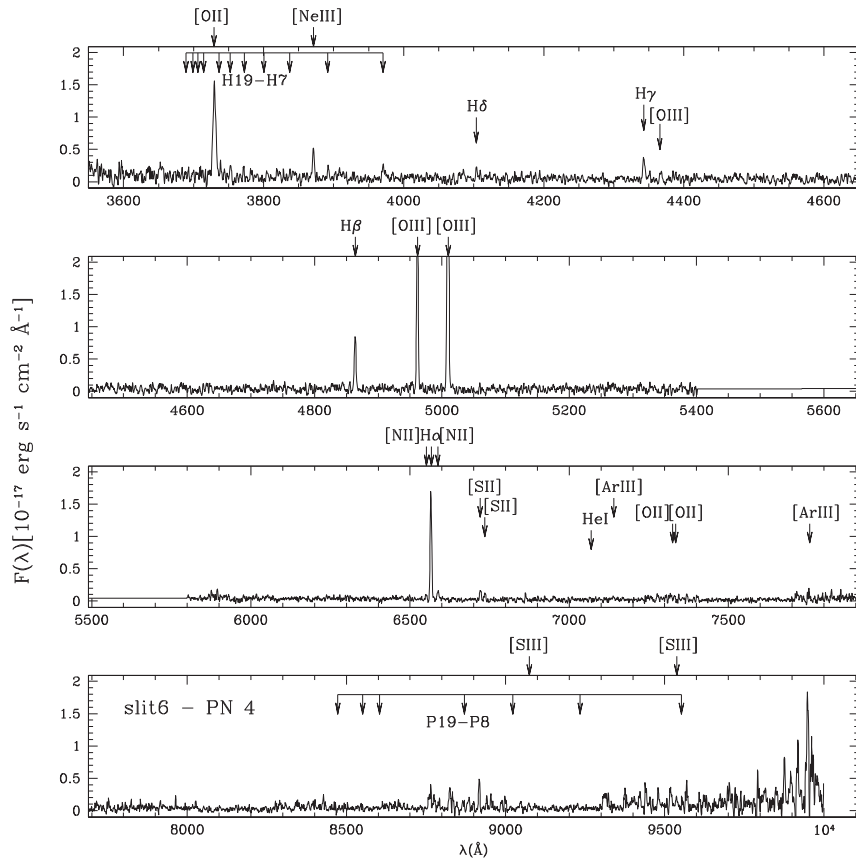 [OII] [NeIII]
H19−H7
Hδ
Hγ
[OIII]
2
1.5
1
0.5
0
3600 3800 4000 4200 4400 4600
Hβ [OIII] [OIII]
2
1.5
1
0.5
0
4600 4800 5000 5200 5400 5600
F(λ)[10⁻¹⁷ erg s⁻¹ cm⁻² Å⁻¹]
[NII] Hα [NII]
[SII]
[SII]
HeI
[ArIII]
[OII] [OII]
[ArIII]
2
1.5
1
0.5
0
5500 6000 6500 7000 7500
[SIII] [SIII]
slit6 − PN 4
P19−P8
2
1.5
1
0.5
0
8000 8500 9000 9500 10⁴
λ(Å)